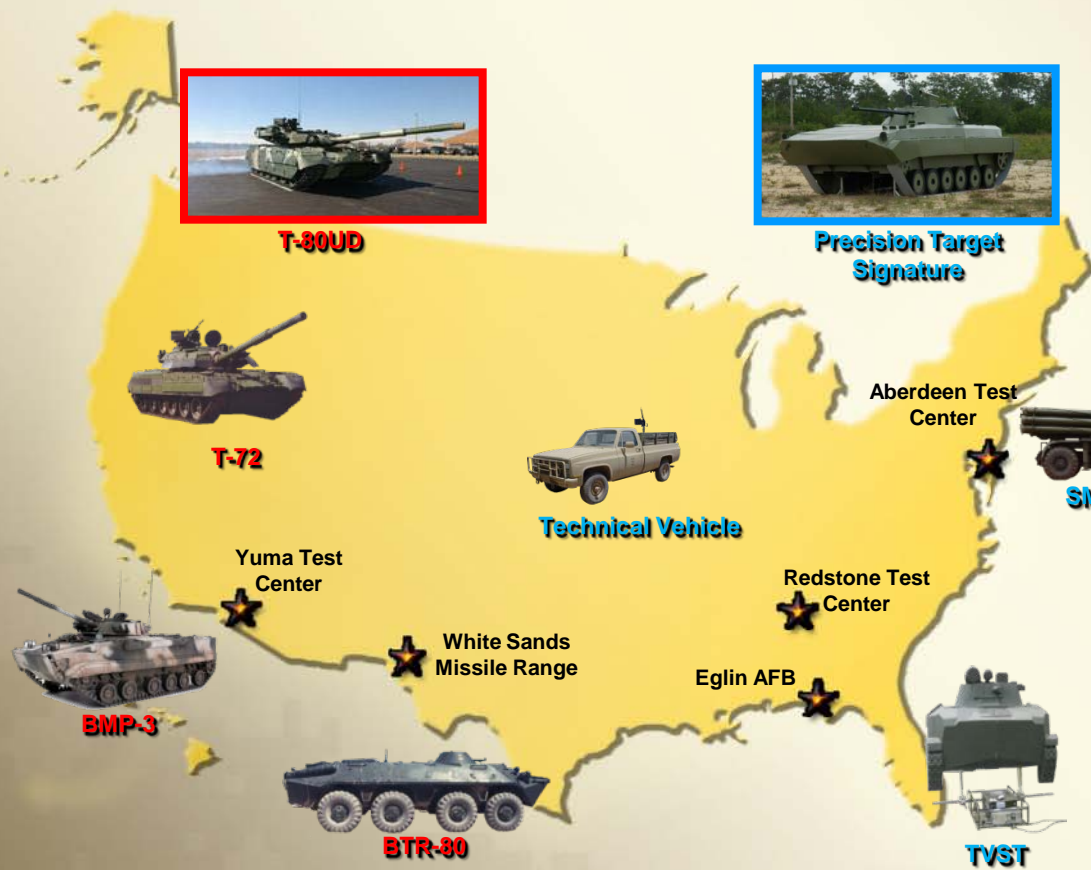 T-80UD
Precision Target
Signature
Aberdeen Test
Center
T-72
Technical Vehicle
Yuma Test
Center
Redstone Test
Center
White Sands
Missile Range
Eglin AFB
BMP-3
BTR-80
TVST